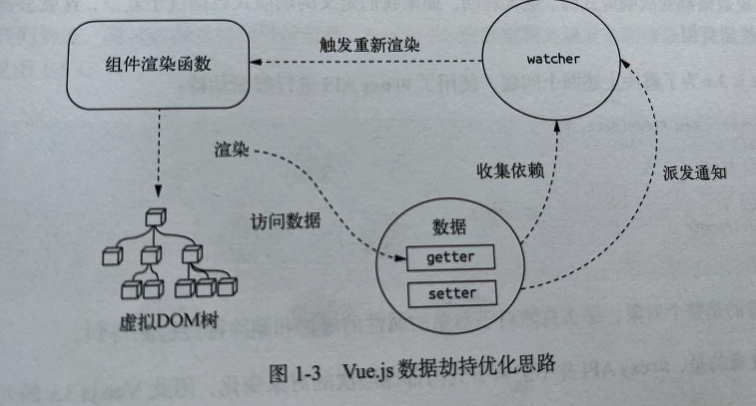 触发重新渲染
组件渲染函数
watcher
渲染
收集依赖
派发通知
访问数据
数据
getter
setter
虚拟DOM树
图 1-3 Vue.js 数据劫持优化思路